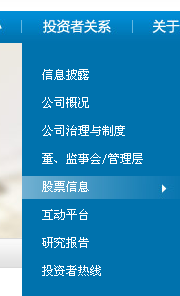 投资者关系 关于
信息披露
公司概况
公司治理与制度
董、监事会/管理层
股票信息
互动平台
研究报告
投资者热线